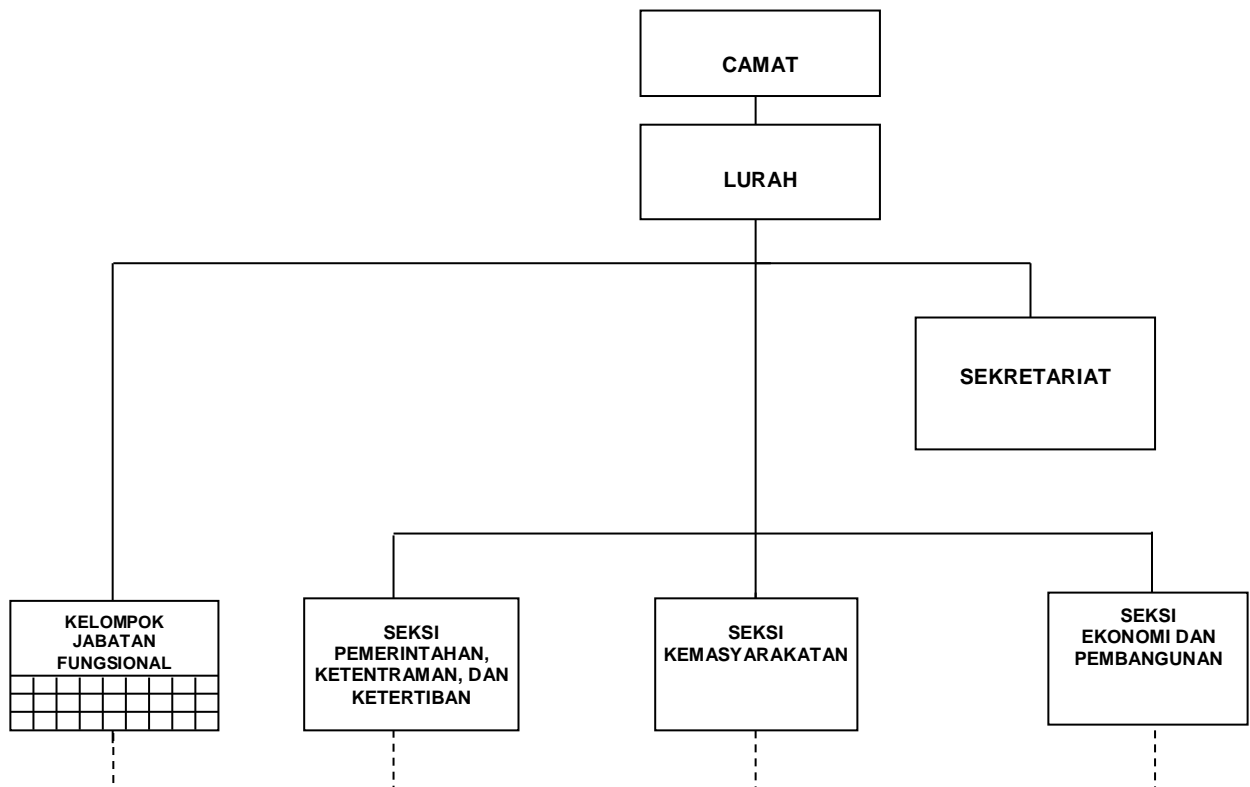 CAMAT
LURAH
SEKRETARIAT
KELOMPOK
JABATAN
FUNGSIONAL
SEKSI
PEMERINTAHAN,
KETENTRAMAN, DAN
KETERTIBAN
SEKSI
KEMASYARAKATAN
SEKSI
EKONOMI DAN
PEMBANGUNAN